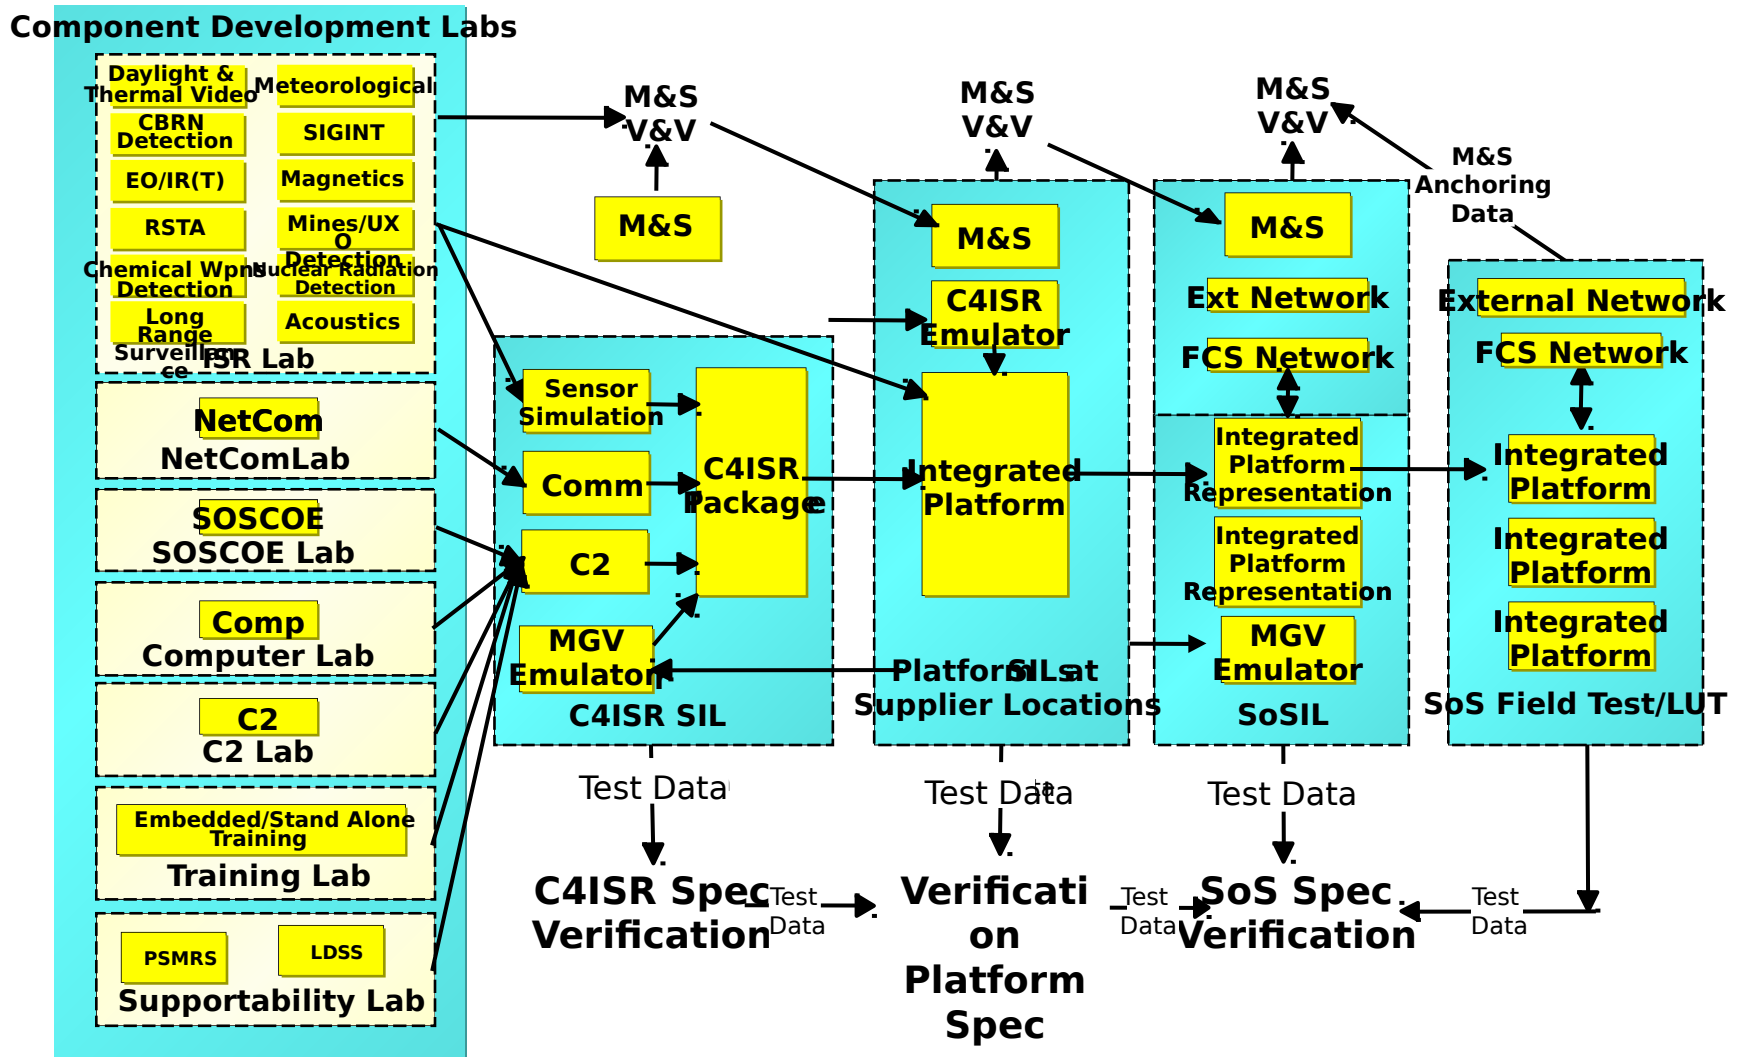 Component Development Labs
Daylight &
Thermal Video
Meteorological
CBRN
Detection
SIGINT
EO/IR(T)
Magnetics
RSTA
Mines/UX
O
Detection
Chemical Wpns
Detection
Nuclear Radiation
Detection
Long
Range
Surveillan
ce
Acoustics
ISR Lab
NetCom
NetComLab
SOSCOE
SOSCOE Lab
Comp
Computer Lab
C2
C2 Lab
Embedded/Stand Alone
Training
Training Lab
PSMRS
LDSS
Supportability Lab
M&S
V&V
M&S
Sensor
Simulation
Comm
C2
MGV
Emulator
C4ISR
Package
C4ISR SIL
Test Data
C4ISR Spec
Verification
Test
Data
M&S
V&V
M&S
C4ISR
Emulator
Integrated
Platform
Platform SILs at
Supplier Locations
Test Data
Verificati
on
Platform
Spec
Test
Data
M&S
V&V
M&S
Ext Network
FCS Network
Integrated
Platform
Representation
Integrated
Platform
Representation
MGV
Emulator
SoSIL
Test Data
SoS Spec
Verification
Test
Data
M&S
Anchoring
Data
External Network
FCS Network
Integrated
Platform
Integrated
Platform
Integrated
Platform
SoS Field Test/LUT